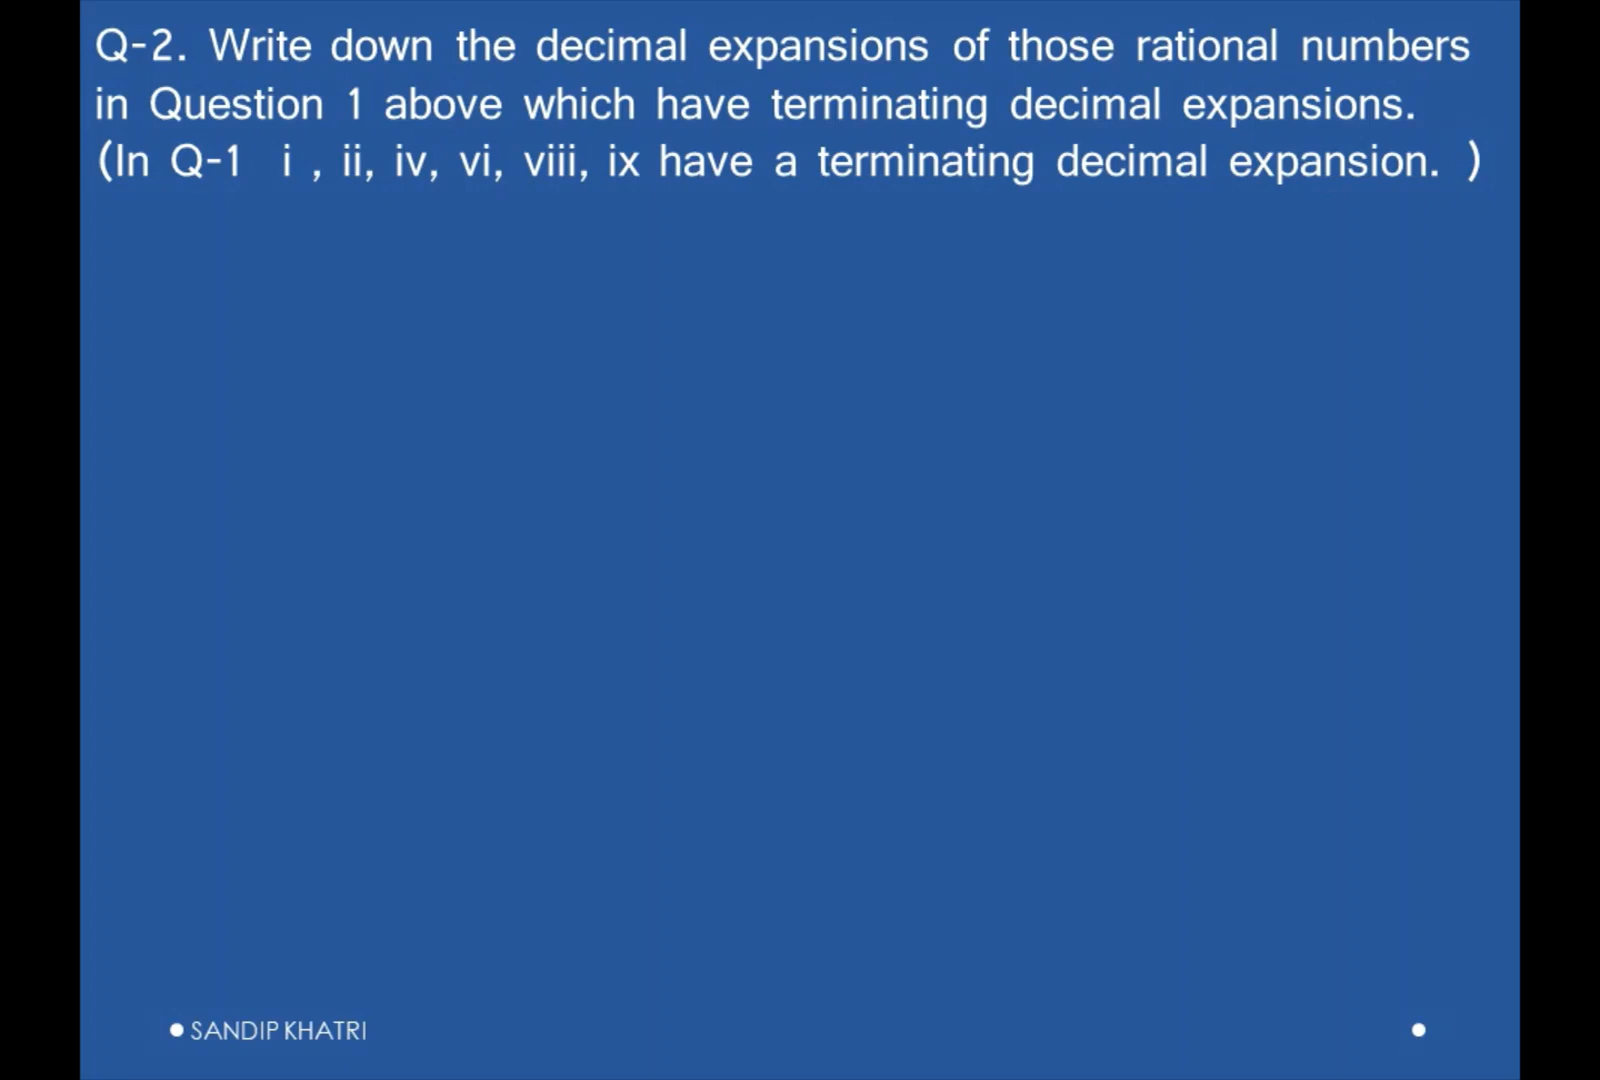 Q-2. Write down the decimal expansions of those rational numbers
in Question 1 above which have terminating decimal expansions.
(In Q-1 i , ii, iv, vi, viii, ix have a terminating decimal expansion. )
SANDIP KHATRI